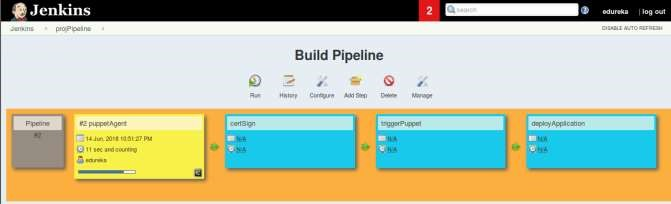 Jenkins
2
search
edureka
| log out
Jenkins
projPipeline
DISABLE AUTO REFRESH
Build Pipeline
Run
History
Configure
Add Step
Delete
Manage
Pipeline
#2
#2 puppetAgent
14 Jun, 2018 10:51:27 PM
11 sec and counting
edureka
certSign
N/A
N/A
triggerPuppet
N/A
N/A
deployApplication
N/A
N/A